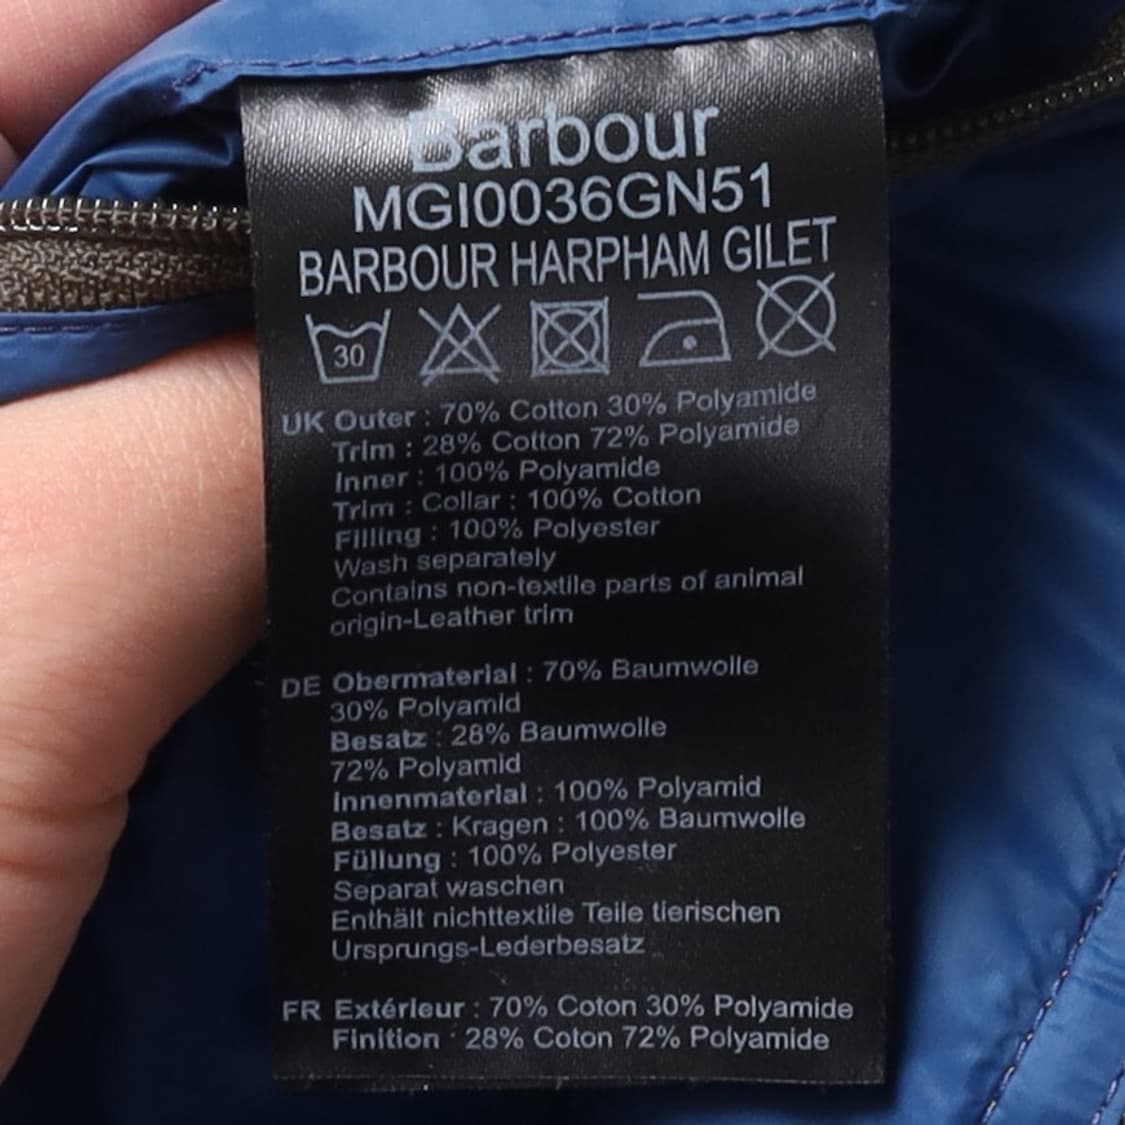 Barbour
MGI0036GN51
BARBOUR HARPHAM GILET
30
UK Outer : 70% Cotton 30% Polyamide
Trim : 28% Cotton 72% Polyamide
Inner : 100% Polyamide
Trim : Collar : 100% Cotton
Filling : 100% Polyester
Wash separately
Contains non-textile parts of animal
origin-Leather trim
DE Obermaterial : 70% Baumwolle
30% Polyamid
Besatz : 28% Baumwolle
72% Polyamid
Innenmaterial : 100% Polyamid
Besatz : Kragen : 100% Baumwolle
Füllung : 100% Polyester
Separat waschen
Enthält nichttextile Teile tierischen
Ursprungs-Lederbesatz
FR Extérieur : 70% Coton 30% Polyamide
Finition : 28% Coton 72% Polyamide